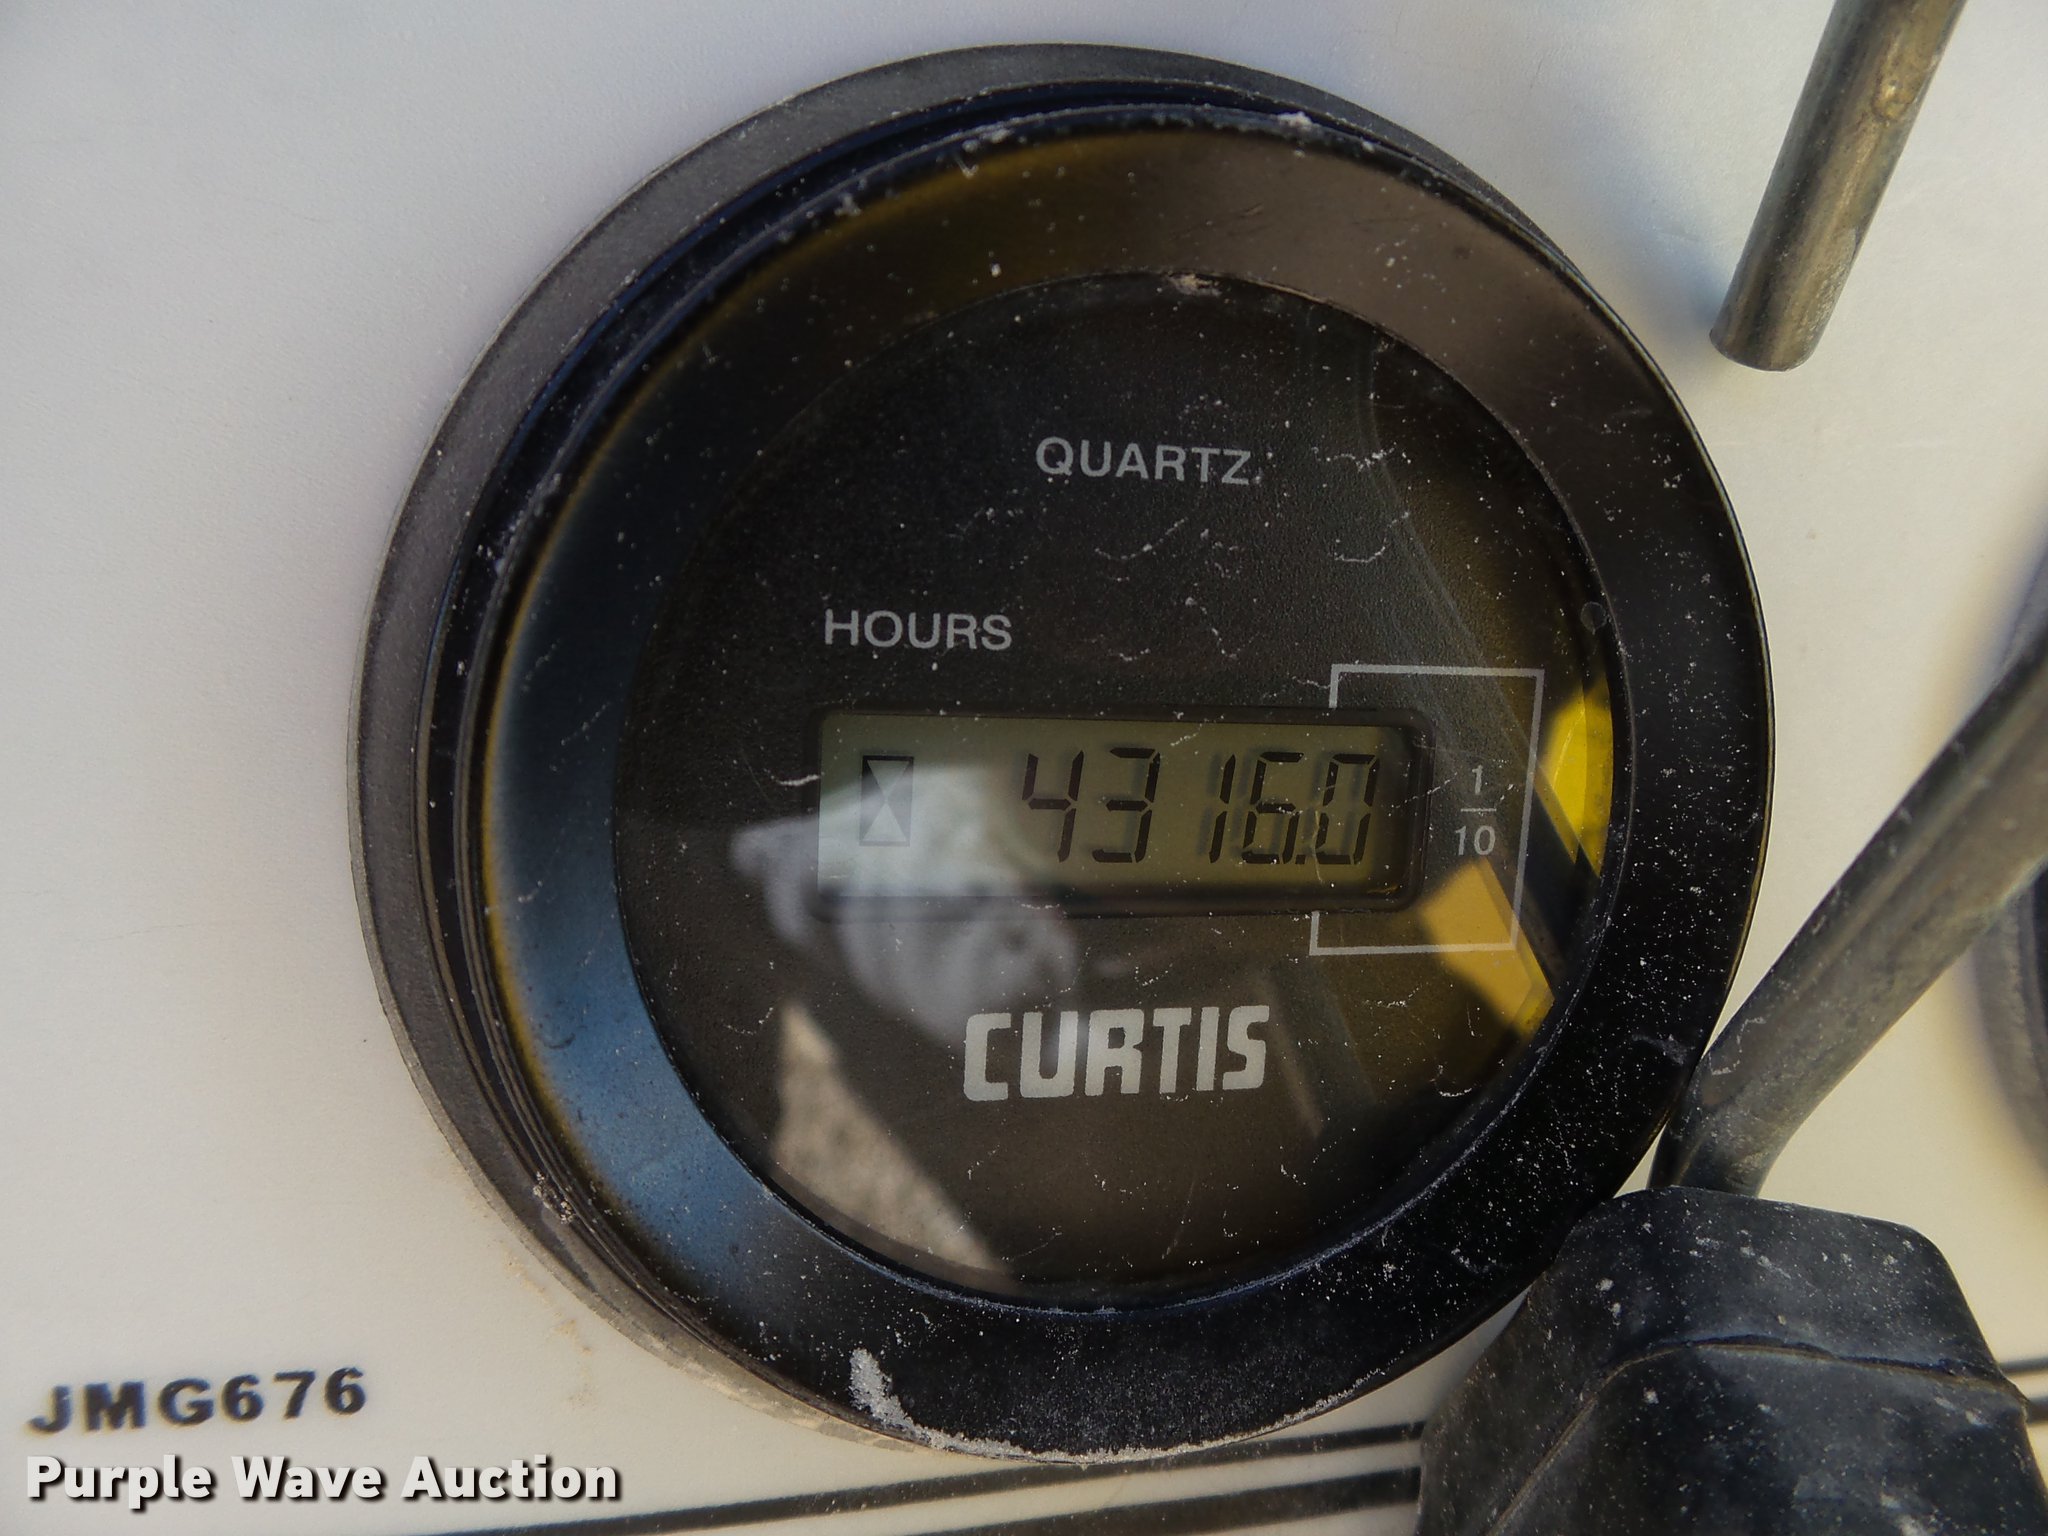 QUARTZ
HOURS
4316.0
1
10
CURTIS
JMG676
Purple Wave Auction